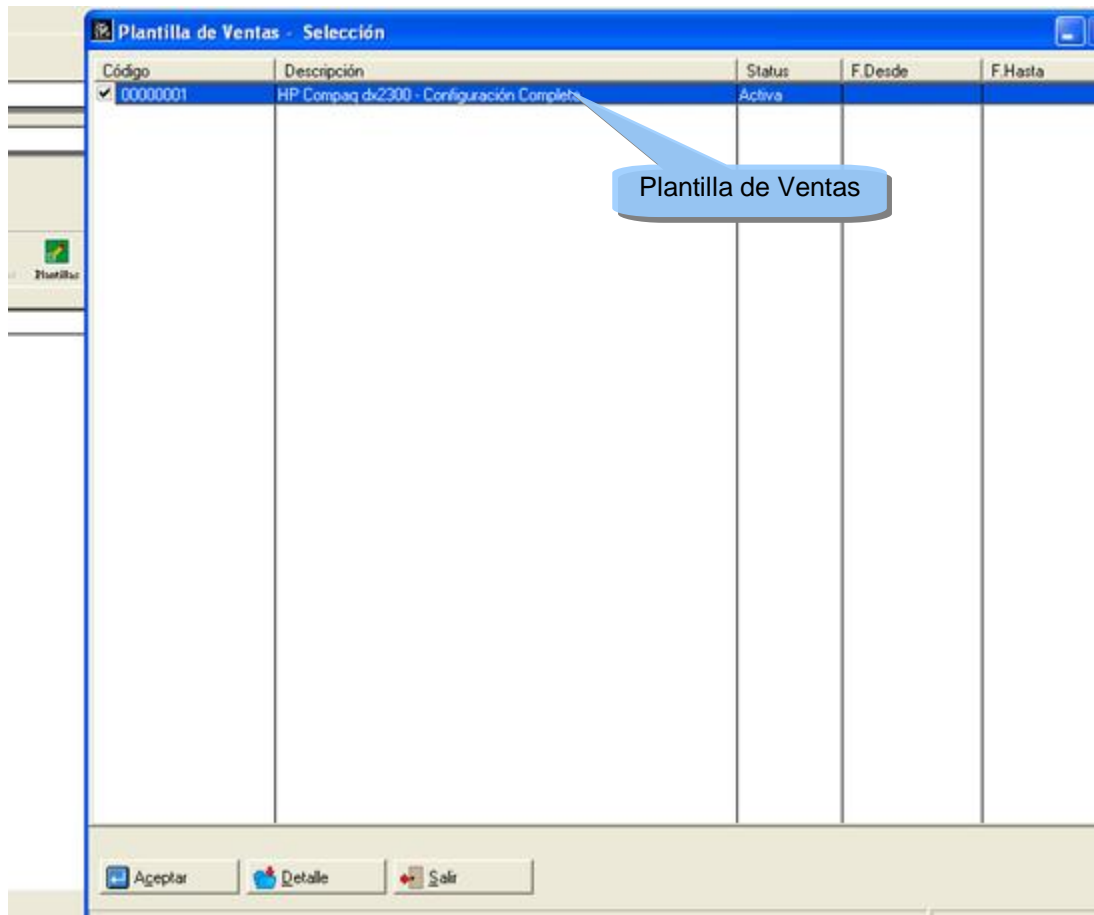 Plantilla de Ventas - Selección
Código Descripción Status F.Desde F.Hasta
00000001 HP Compaq dx2300 - Configuración Completa Activa
Plantilla de Ventas
Plantillas
Aceptar Detalle Salir